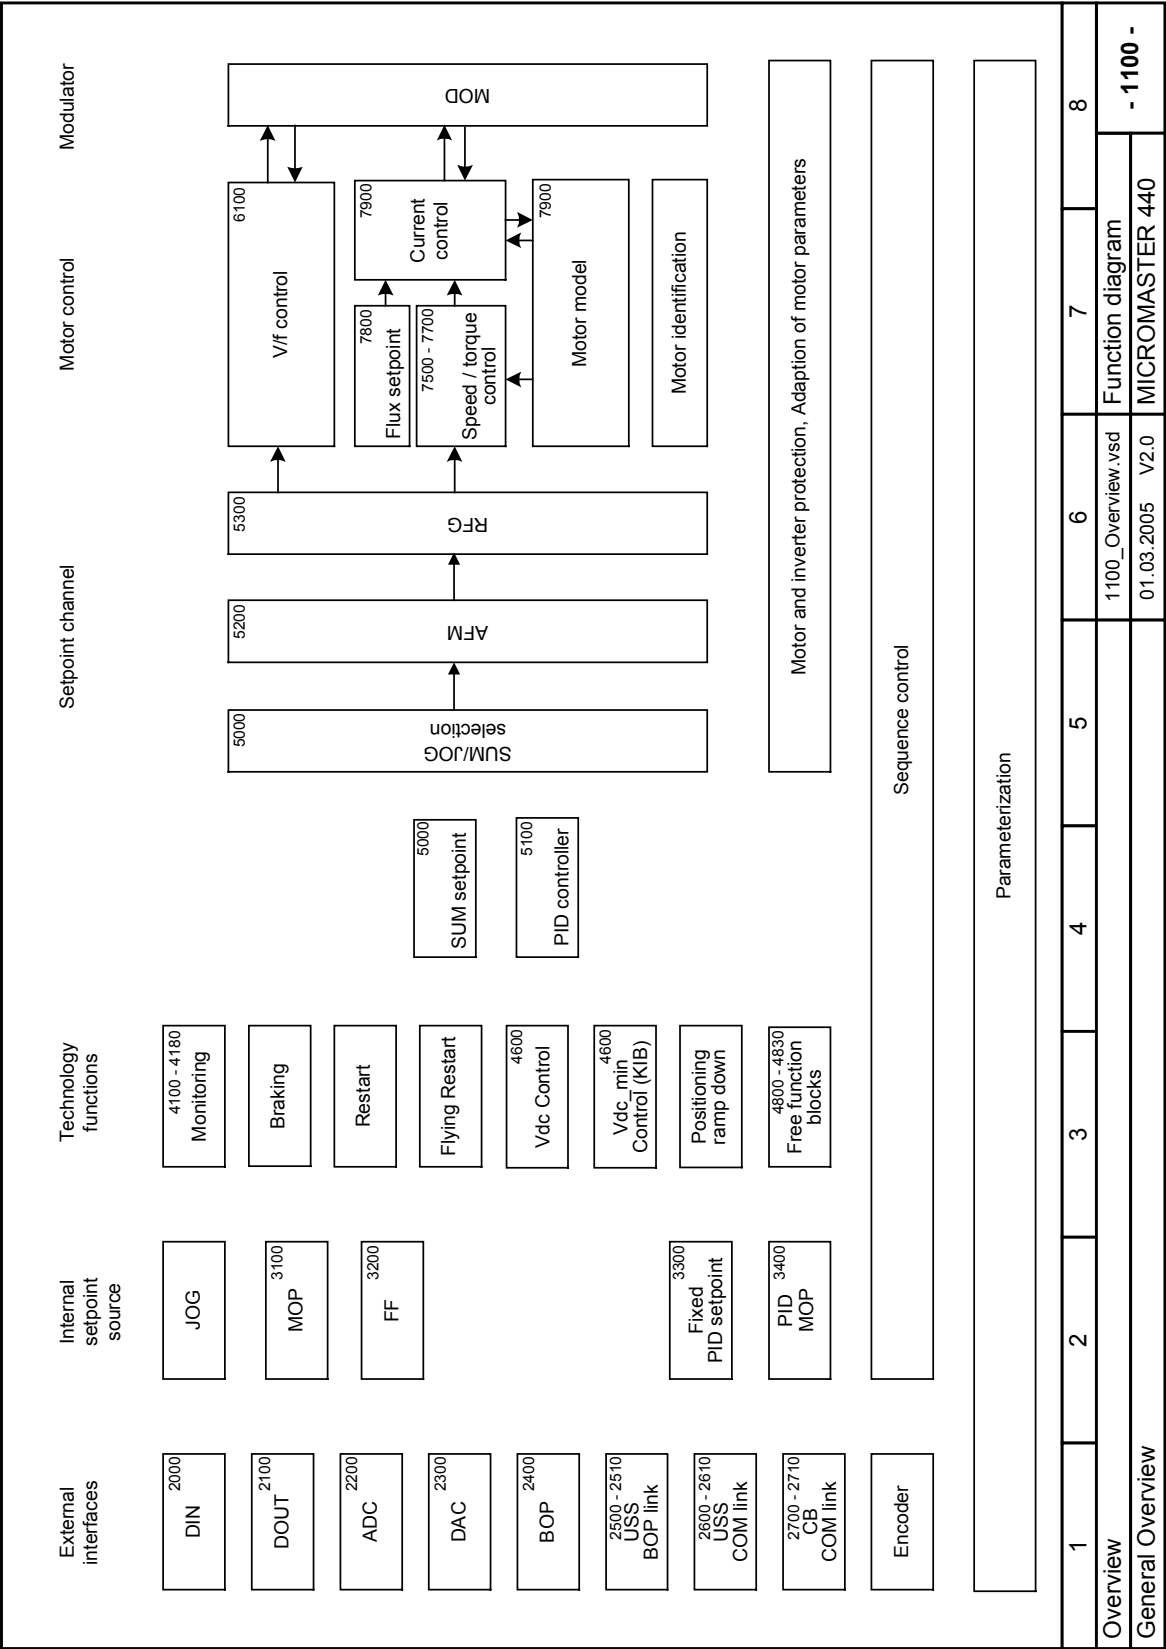 External
interfaces
Internal
setpoint
source
Technology
functions
Setpoint channel
Motor control
Modulator
2000
DIN
2100
DOUT
2200
ADC
2300
DAC
2400
BOP
2500 - 2510
USS
BOP link
2600 - 2610
USS
COM link
2700 - 2710
CB
COM link
Encoder
JOG
3100
MOP
3200
FF
3300
Fixed
PID setpoint
3400
PID
MOP
4100 - 4180
Monitoring
Braking
Restart
Flying Restart
4600
Vdc Control
4600
Vdc_min
Control (KIB)
Positioning
ramp down
4800 - 4830
Free function
blocks
5000
SUM setpoint
5100
PID controller
5000
SUM/JOG
selection
5200
AFM
5300
RFG
6100
V/f control
7800
Flux setpoint
7500 - 7700
Speed / torque
control
7900
Current
control
7900
Motor model
Motor identification
MOD
Motor and inverter protection, Adaption of motor parameters
Sequence control
Parameterization
1 2 3 4 5 6 7 8
Overview
General Overview
1100_Overview.vsd
01.03.2005 V2.0
Function diagram
MICROMASTER 440
- 1100 -